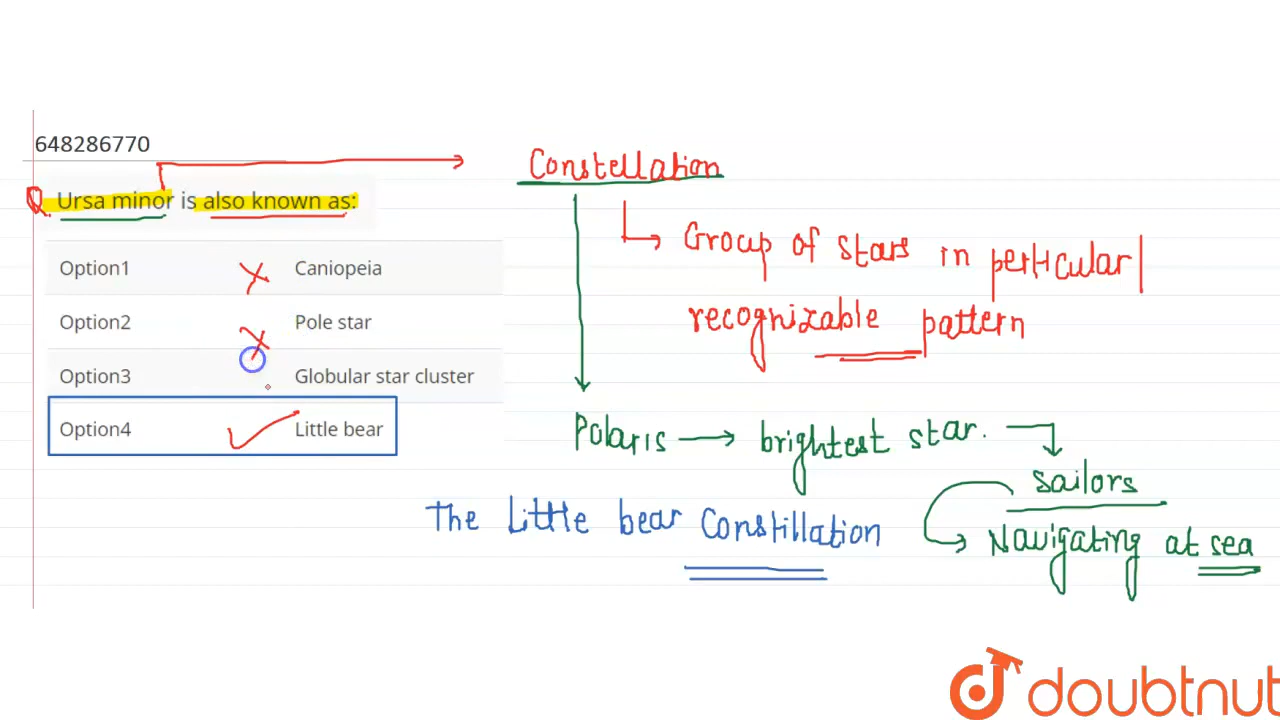 648286770
Q Ursa minor is also known as:
Option1 Caniopeia
Option2 Pole star
Option3 Globular star cluster
Option4 Little bear
Constellation
Group of stars in perticular
recognizable pattern
Polaris → brightest star.
Sailors
Navigating at sea
The Little bear Constillation
doubtnut